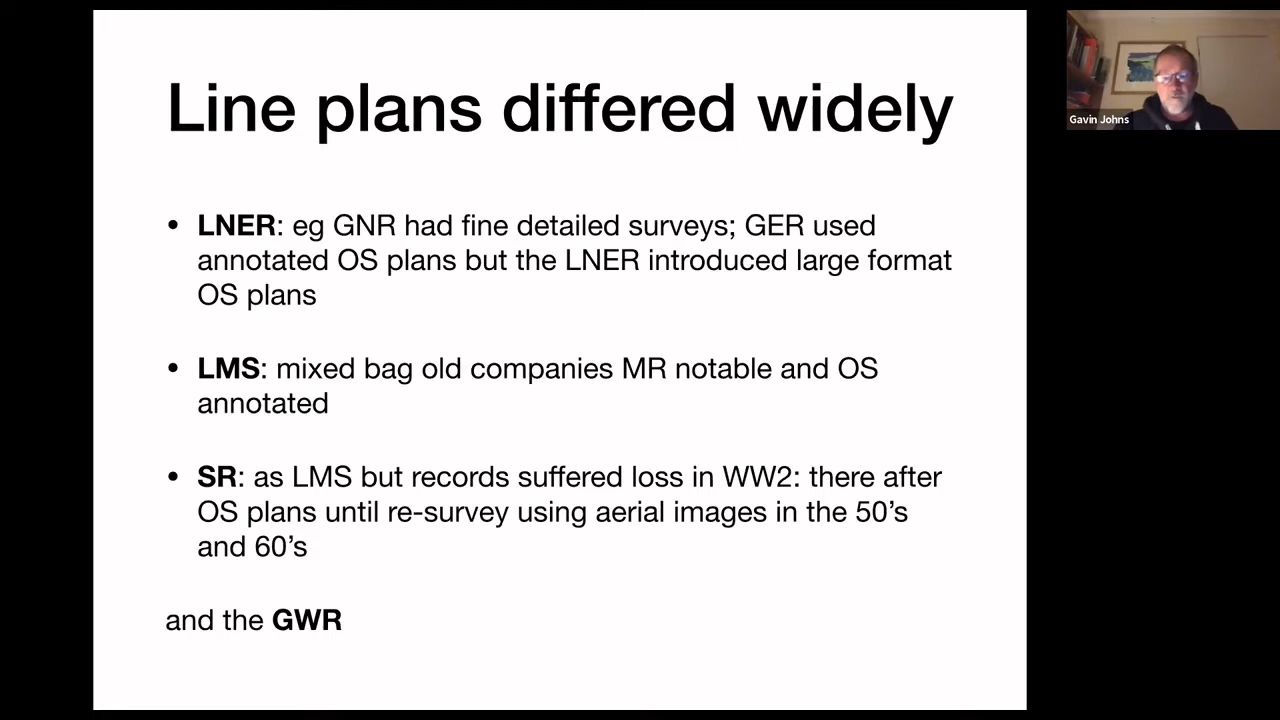 Line plans differed widely
• LNER: eg GNR had fine detailed surveys; GER used
annotated OS plans but the LNER introduced large format
OS plans
• LMS: mixed bag old companies MR notable and OS
annotated
• SR: as LMS but records suffered loss in WW2: there after
OS plans until re-survey using aerial images in the 50’s
and 60’s
and the GWR
Gavin Johns